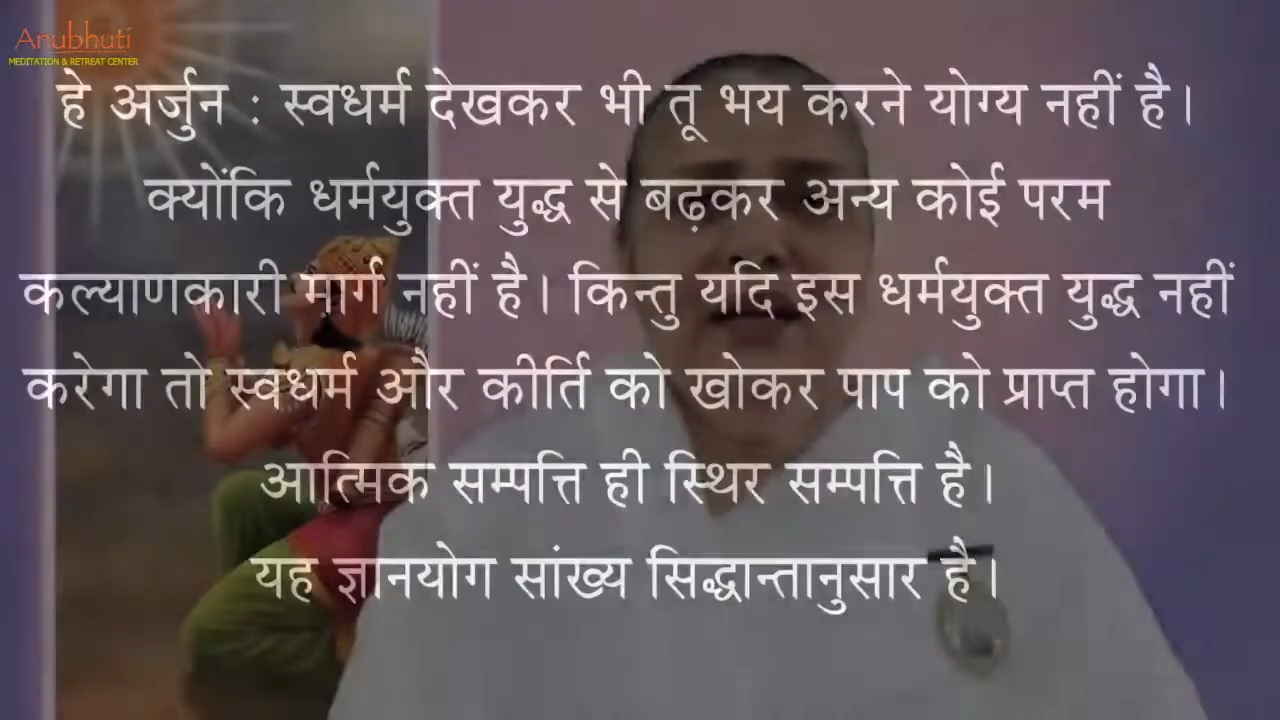 Anubhuti
MEDITATION & RETREAT CENTER
हे अर्जुन : स्वधर्म देखकर भी तू भय करने योग्य नहीं है।
क्योंकि धर्मयुक्त युद्ध से बढ़कर अन्य कोई परम
कल्याणकारी मार्ग नहीं है। किन्तु यदि इस धर्मयुक्त युद्ध नहीं
करेगा तो स्वधर्म और कीर्ति को खोकर पाप को प्राप्त होगा।
आत्मिक सम्पत्ति ही स्थिर सम्पत्ति है।
यह ज्ञानयोग सांख्य सिद्धान्तानुसार है।